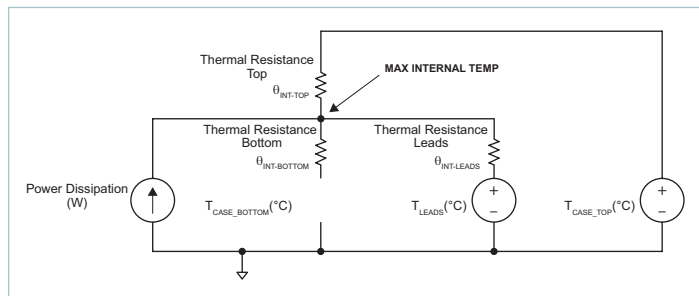 Thermal Resistance
Top
θINT-TOP
MAX INTERNAL TEMP
Thermal Resistance
Bottom
θINT-BOTTOM
Thermal Resistance
Leads
θINT-LEADS
Power Dissipation
(W)
TCASE_BOTTOM(°C)
TLEADS(°C)
+
–
TCASE_TOP(°C)
+
–